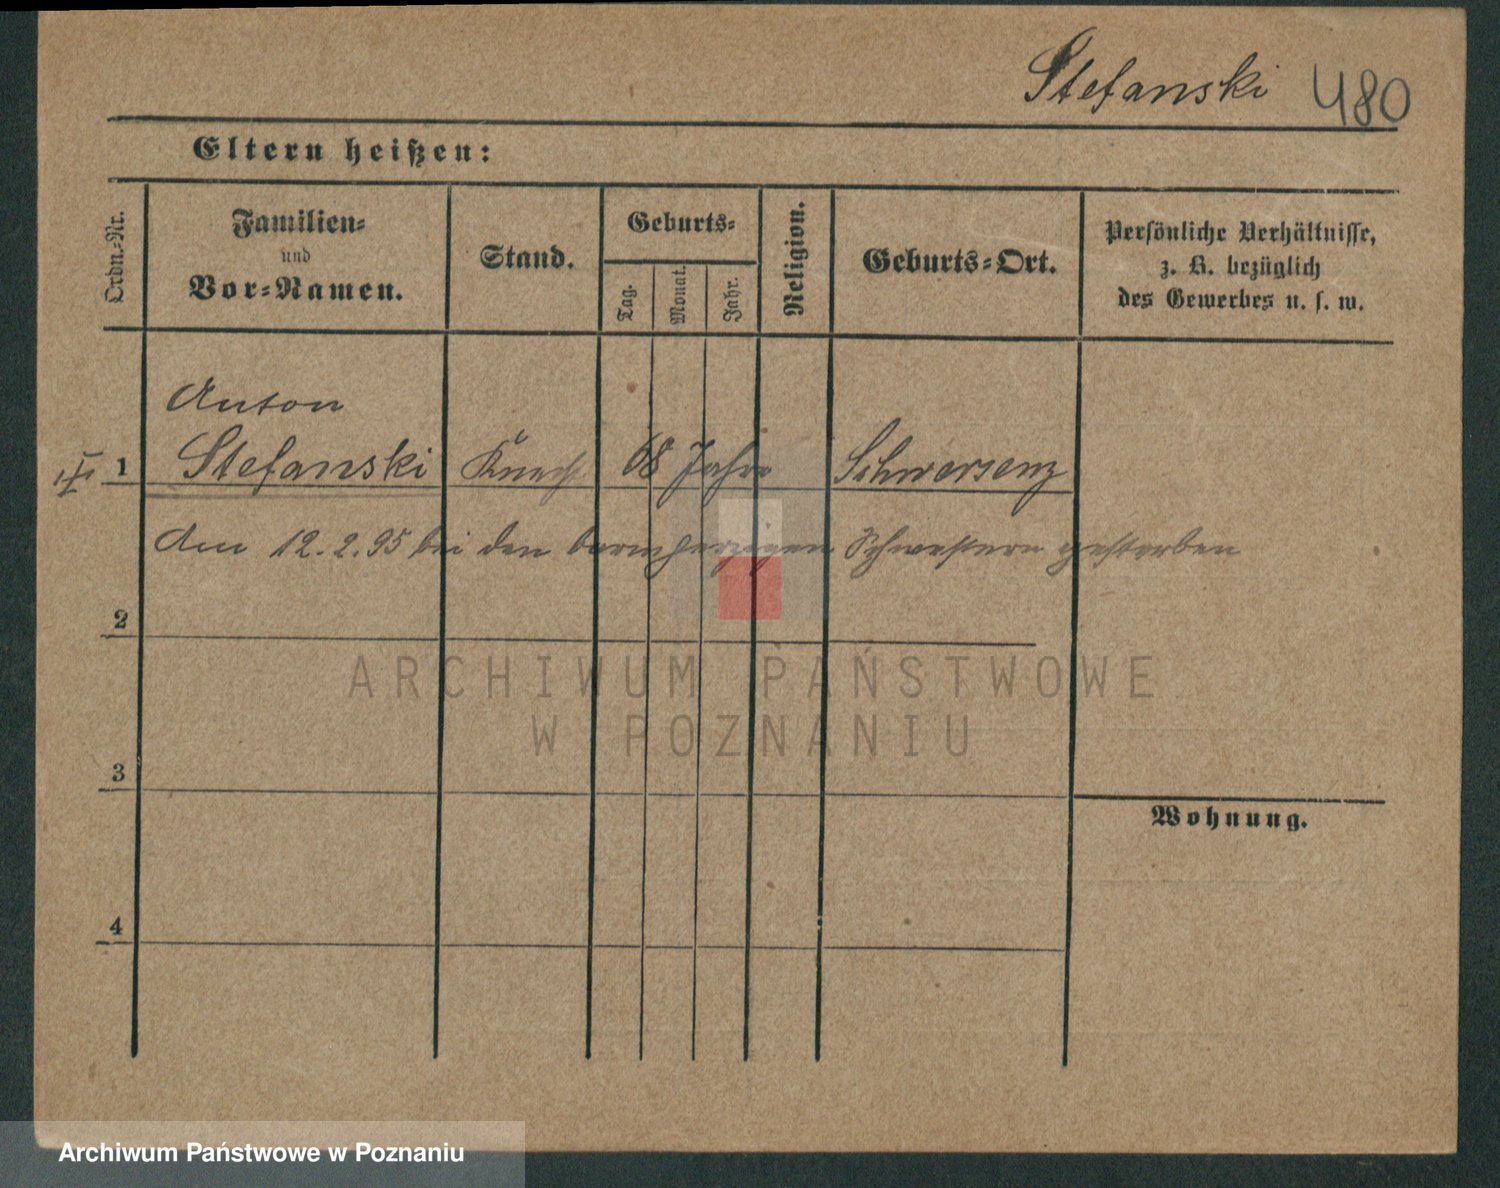 Stefanski 480
Eltern heißen:
Ordn.-Nr.
Familien- und Vor-Namen.
Stand.
Geburts-
Tag.
Monat.
Jahr.
Religion.
Geburts-Ort.
Persönliche Verhältnisse,
z. B. bezüglich
des Gewerbes u. s. w.
Anton
1 Stefanski Knecht 68 Jahre Schwersenz
Am 12.2.95 bei den barmherzigen Schwestern gestorben
2
ARCHIWUM PAŃSTWOWE
W POZNANIU
3
Wohnung.
4
Archiwum Państwowe w Poznaniu